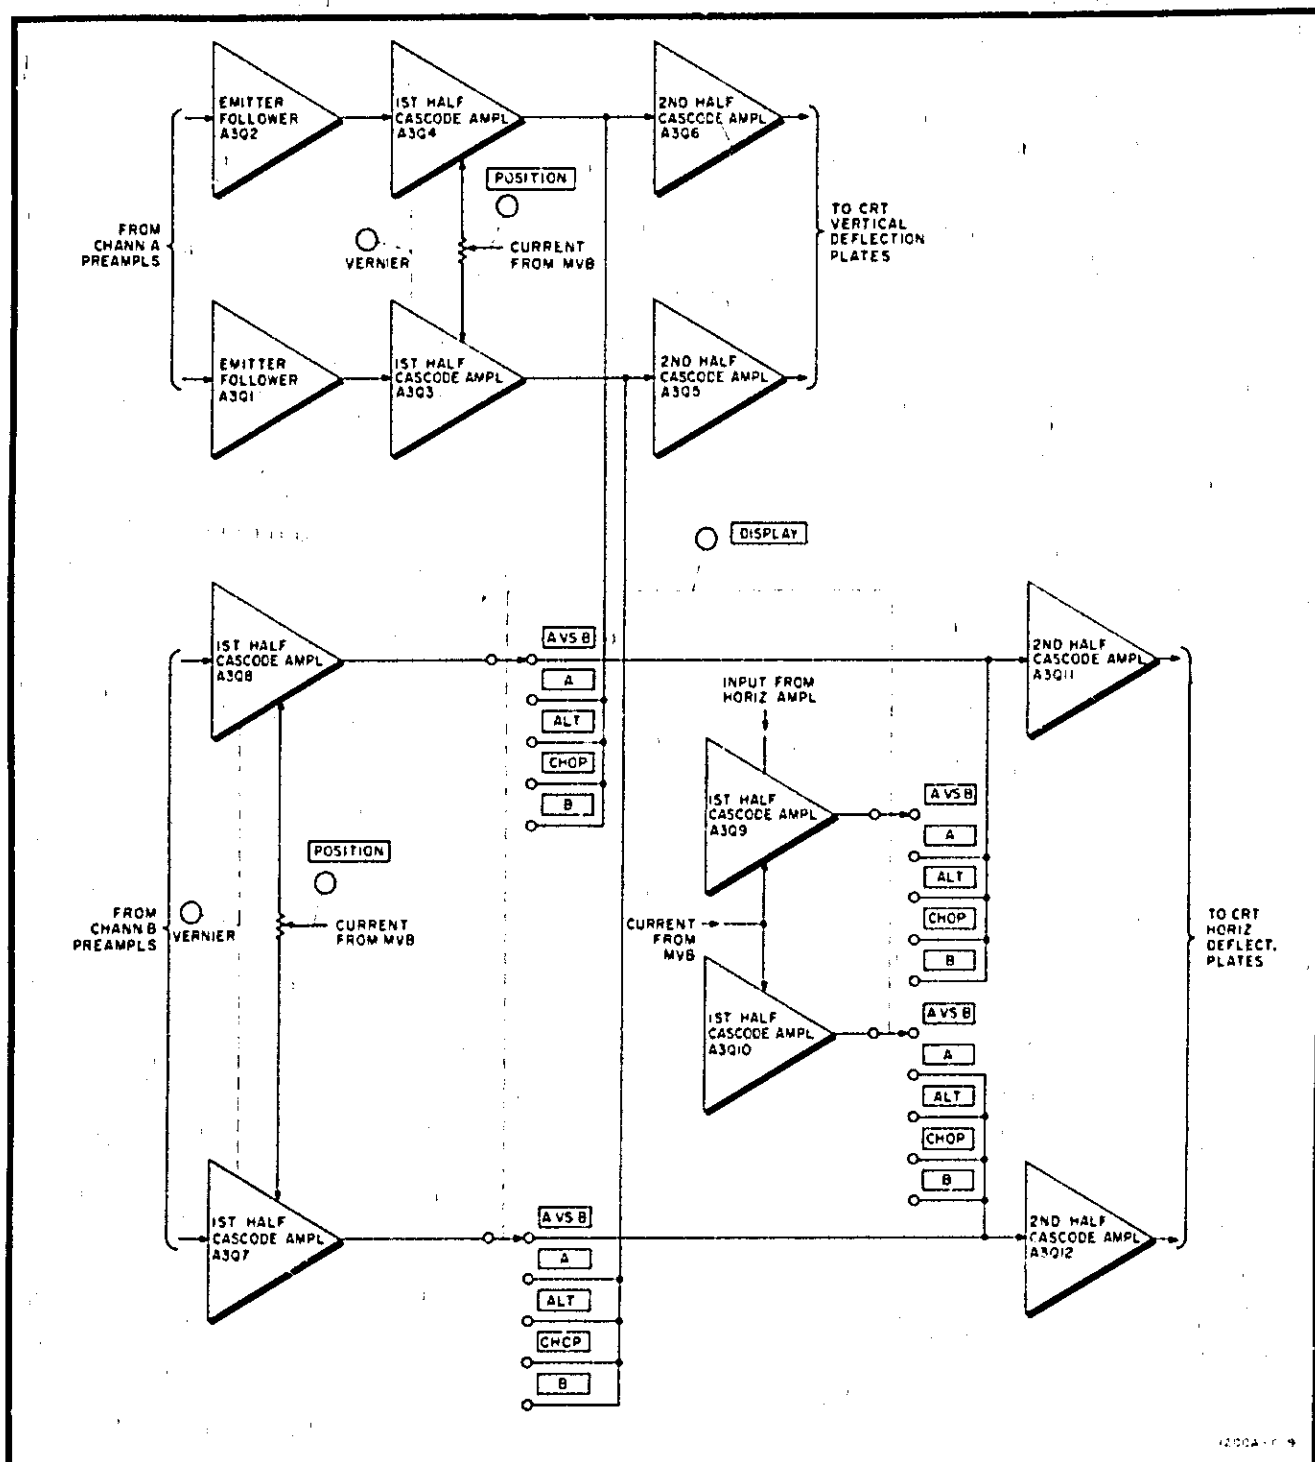 EMITTER
FOLLOWER
A3Q2
1ST HALF
CASCODE AMPL
A3Q4
2ND HALF
CASCODE AMPL
A3Q6
POSITION
FROM
CHANN A
PREAMPLS
VERNIER
CURRENT
FROM MVB
TO CRT
VERTICAL
DEFLECTION
PLATES
EMITTER
FOLLOWER
A3Q1
1ST HALF
CASCODE AMPL
A3Q3
2ND HALF
CASCODE AMPL
A3Q5
DISPLAY
1ST HALF
CASCODE AMPL
A3Q8
A VS B
A
ALT
CHOP
B
INPUT FROM
HORIZ AMPL
2ND HALF
CASCODE AMPL
A3Q11
1ST HALF
CASCODE AMPL
A3Q9
A VS B
A
ALT
CHOP
B
POSITION
FROM
CHANN B
PREAMPLS
VERNIER
CURRENT
FROM MVB
CURRENT
FROM
MVB
TO CRT
HORIZ
DEFLECT.
PLATES
1ST HALF
CASCODE AMPL
A3Q10
A VS B
A
ALT
CHOP
B
1ST HALF
CASCODE AMPL
A3Q7
A VS B
A
ALT
CHOP
B
2ND HALF
CASCODE AMPL
A3Q12